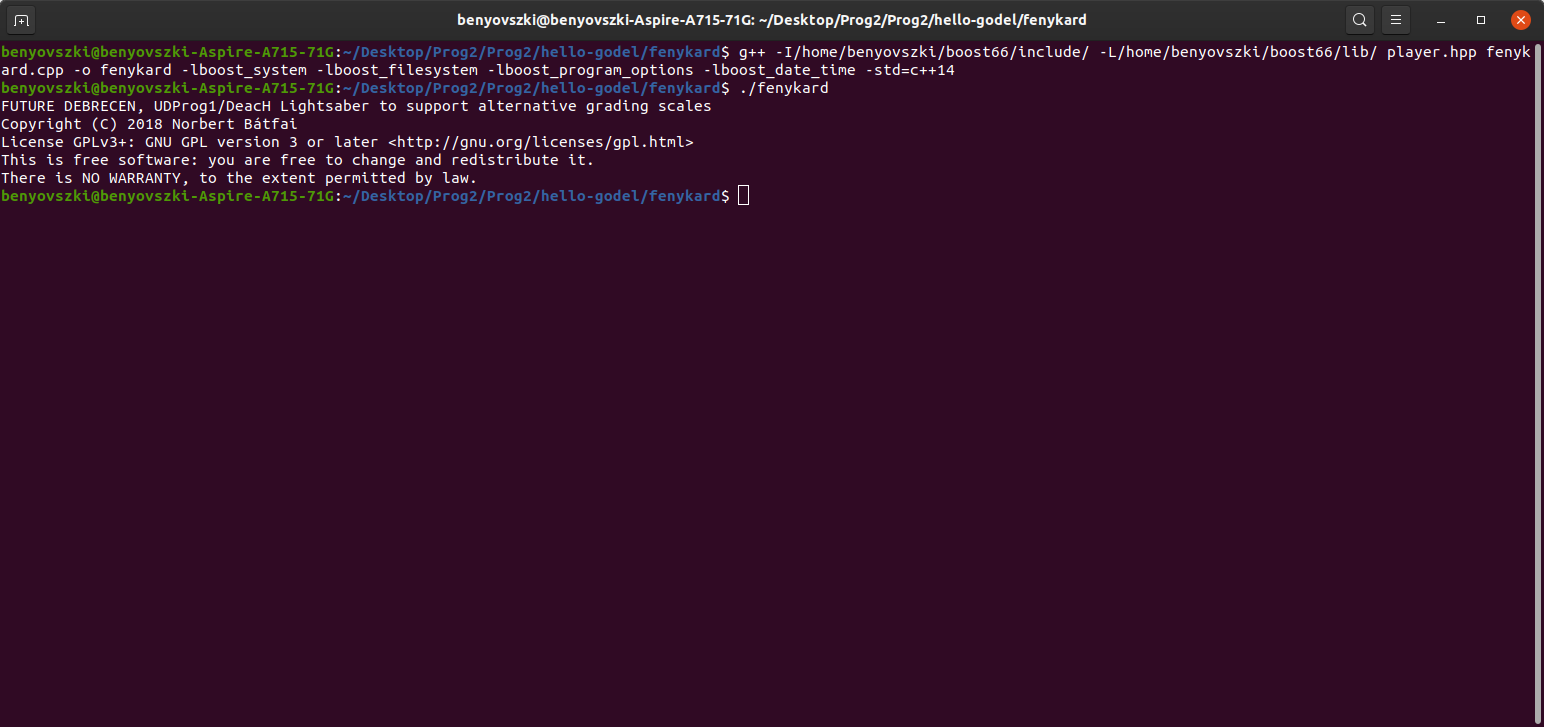 benyovszki@benyovszki-Aspire-A715-71G: ~/Desktop/Prog2/Prog2/hello-godel/fenykard
benyovszki@benyovszki-Aspire-A715-71G:~/Desktop/Prog2/Prog2/hello-godel/fenykard$ g++ -I/home/benyovszki/boost66/include/ -L/home/benyovszki/boost66/lib/ player.hpp fenyk
ard.cpp -o fenykard -lboost_system -lboost_filesystem -lboost_program_options -lboost_date_time -std=c++14
benyovszki@benyovszki-Aspire-A715-71G:~/Desktop/Prog2/Prog2/hello-godel/fenykard$ ./fenykard
FUTURE DEBRECEN, UDProg1/DeacH Lightsaber to support alternative grading scales
Copyright (C) 2018 Norbert Bátfai
License GPLv3+: GNU GPL version 3 or later <http://gnu.org/licenses/gpl.html>
This is free software: you are free to change and redistribute it.
There is NO WARRANTY, to the extent permitted by law.
benyovszki@benyovszki-Aspire-A715-71G:~/Desktop/Prog2/Prog2/hello-godel/fenykard$